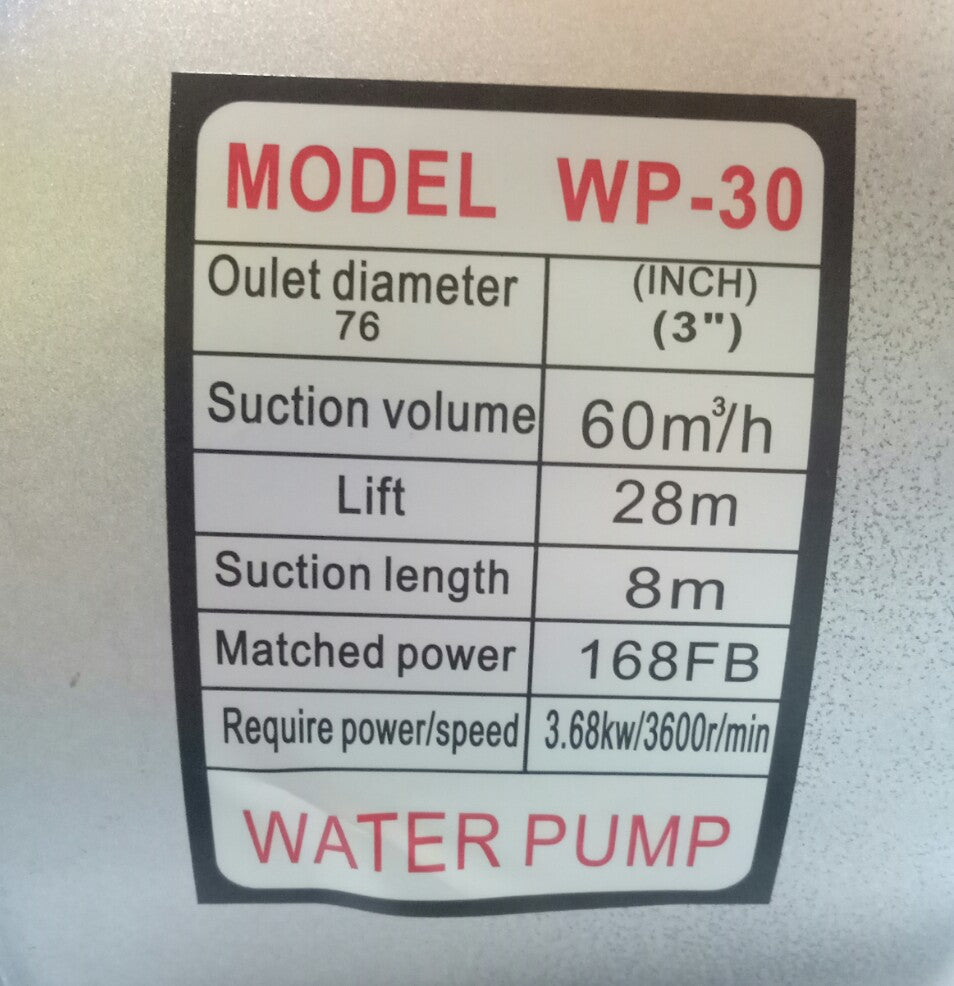 MODEL WP-30
Oulet diameter (INCH)
76 (3")
Suction volume 60m³/h
Lift 28m
Suction length 8m
Matched power 168FB
Require power/speed 3.68kw/3600r/min
WATER PUMP